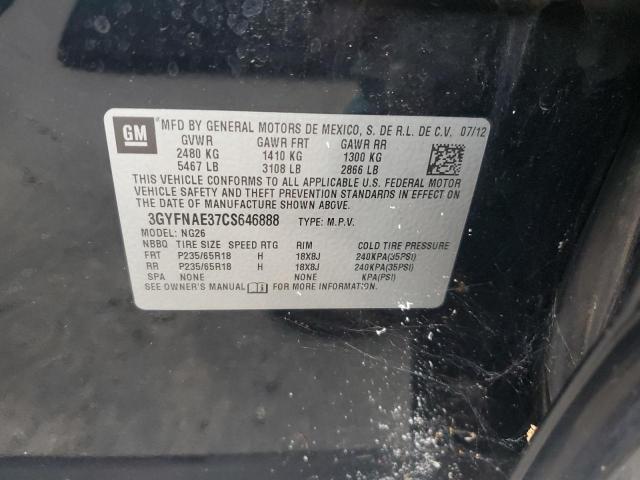 GM
MFD BY GENERAL MOTORS DE MEXICO, S. DE R.L. DE C.V. 07/12
GVWR GAWR FRT GAWR RR
2480 KG 1410 KG 1300 KG
5467 LB 3108 LB 2866 LB
THIS VEHICLE CONFORMS TO ALL APPLICABLE U.S. FEDERAL MOTOR
VEHICLE SAFETY AND THEFT PREVENTION STANDARDS IN EFFECT ON
THE DATE OF MANUFACTURE SHOWN ABOVE.
3GYFNAE37CS646888 TYPE: M.P.V.
MODEL: NG26
NBBQ TIRE SIZE SPEED RTG RIM COLD TIRE PRESSURE
FRT P235/65R18 H 18X8J 240KPA(35PSI)
RR P235/65R18 H 18X8J 240KPA(35PSI)
SPA NONE NONE KPA(PSI)
SEE OWNER'S MANUAL FOR MORE INFORMATION.